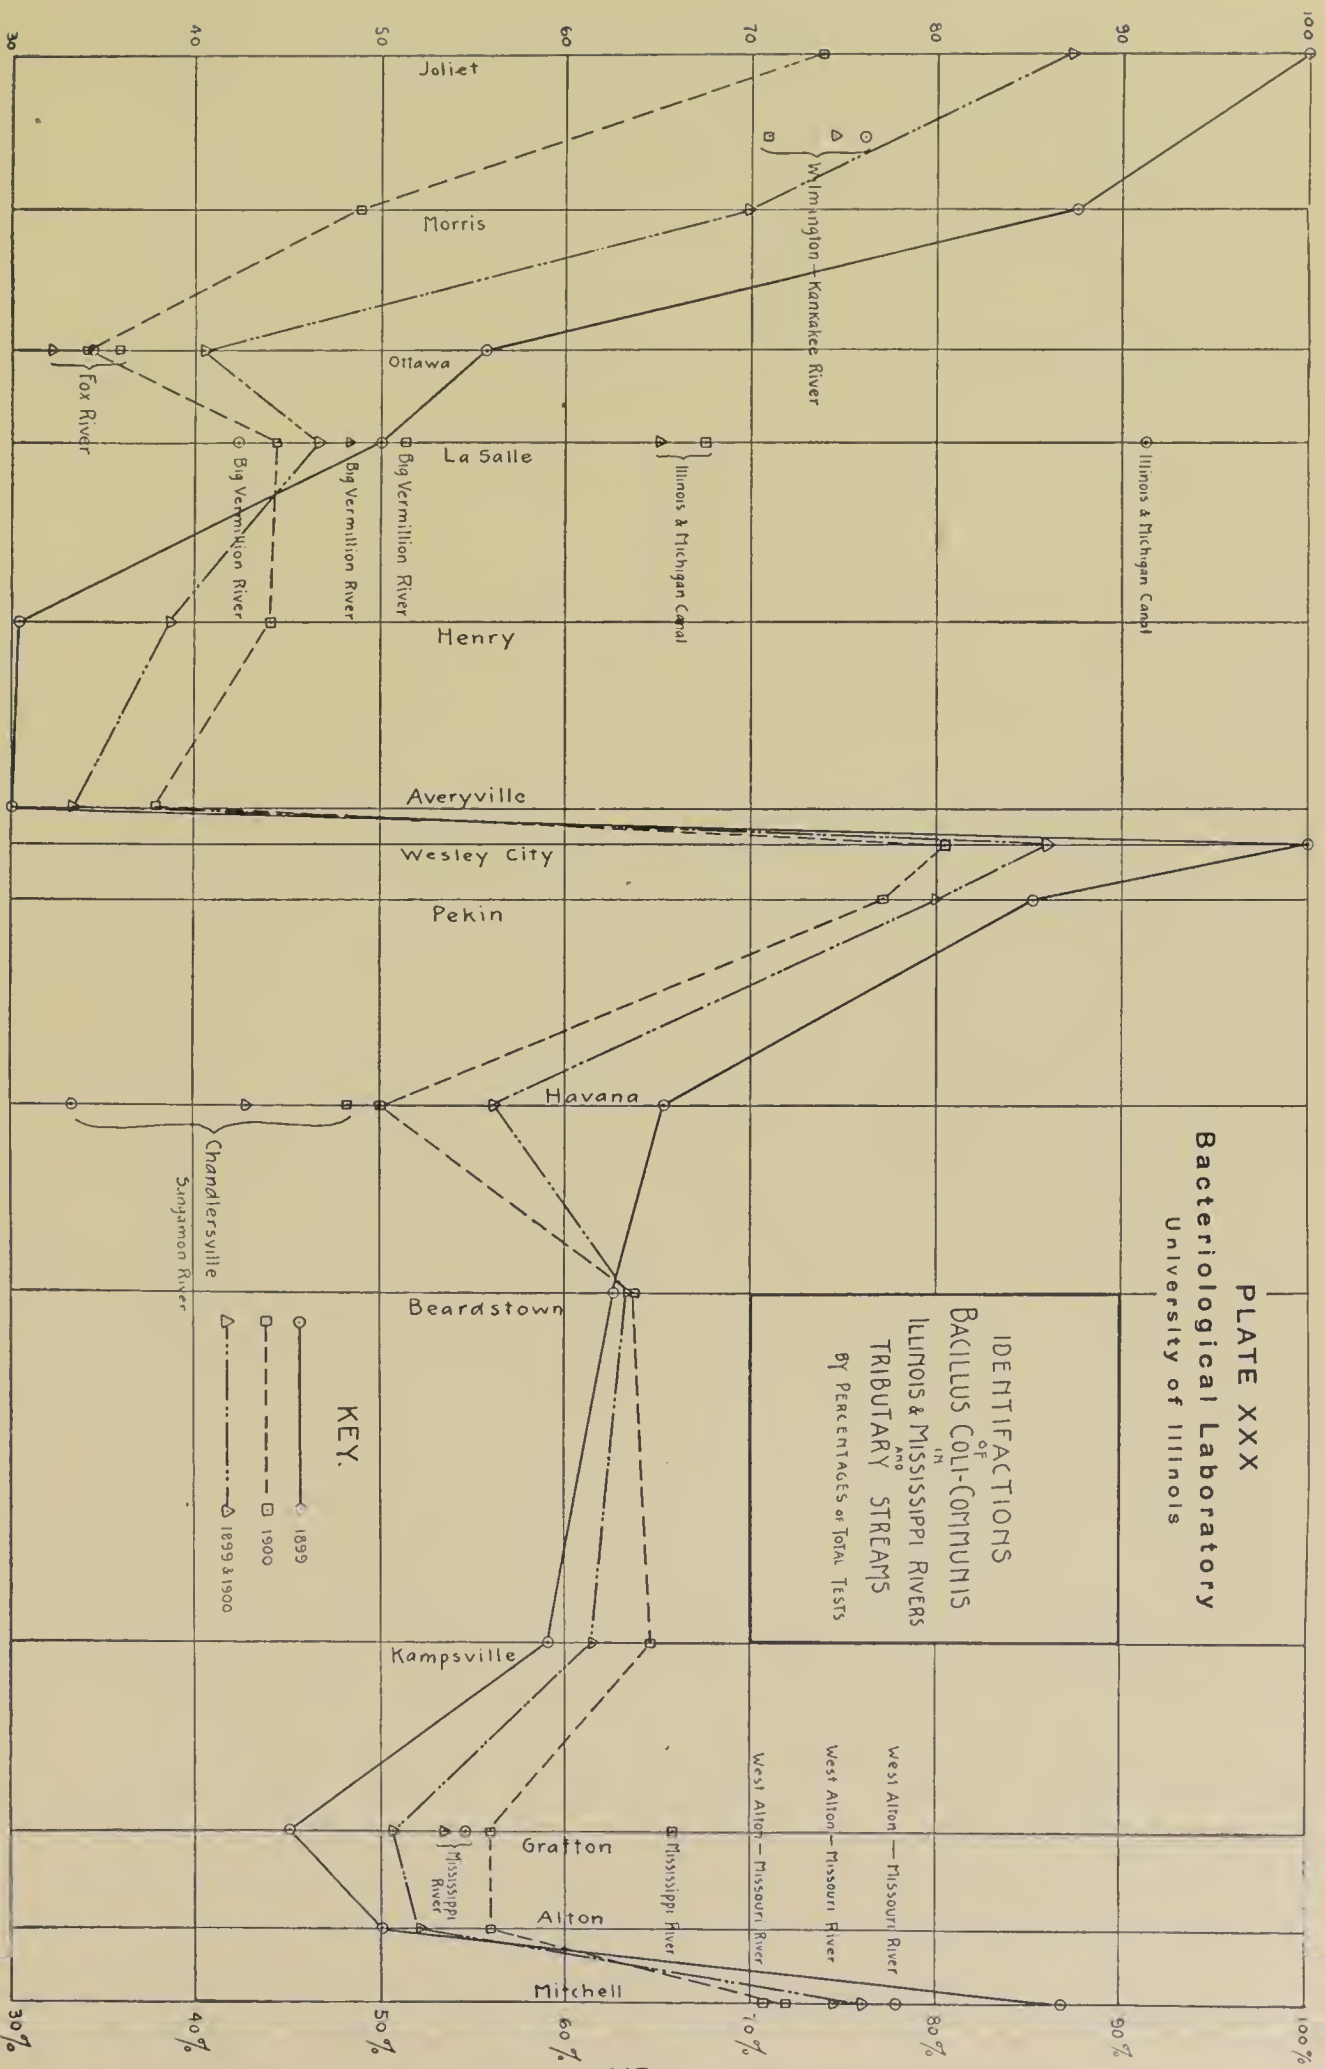 PLATE XXX
Bacteriological Laboratory
University of Illinois
IDENTIFACTIONS
OF
BACILLUS COLI-COMMUNIS
IN
ILLINOIS & MISSISSIPPI RIVERS
AND
TRIBUTARY STREAMS
BY PERCENTAGES OF TOTAL TESTS
KEY.
1899
1900
1899 & 1900
100
90
80
70
60
50
40
30
Joliet
Wilmington — Kankakee River
Morris
Ottawa
Fox River
La Salle
Illinois & Michigan Canal
Illinois & Michigan Canal
Big Vermillion River
Big Vermillion River
Big Vermillion River
Henry
Averyville
Wesley City
Pekin
Havana
Chandlersville
Sangamon River
Beardstown
Kampsville
Grafton
Mississippi River
Mississippi
River
Alton
West Alton — Missouri River
West Alton — Missouri River
West Alton — Missouri River
Mitchell
100%
90%
80%
70%
60%
50%
40%
30%